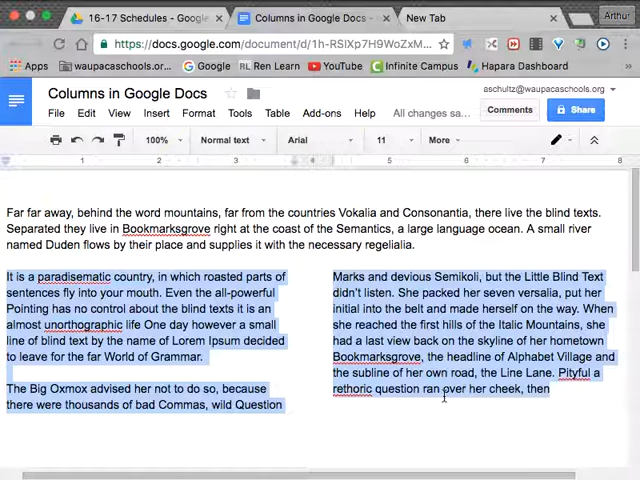 16-17 Schedules - Google
Columns in Google Docs -
New Tab
Arthur
https://docs.google.com/document/d/1h-RSIXp7H9WoZxM
Apps
waupacaschools.org/
Google
Ren Learn
YouTube
Infinite Campus
Hapara Dashboard
Columns in Google Docs
aschultz@waupacaschools.org
File Edit View Insert Format Tools Table Add-ons Help All changes sa
Comments
Share
100% Normal text Arial 11 More
1 2 3 4 5 6 7 8
Far far away, behind the word mountains, far from the countries Vokalia and Consonantia, there live the blind texts.
Separated they live in Bookmarksgrove right at the coast of the Semantics, a large language ocean. A small river
named Duden flows by their place and supplies it with the necessary regelialia.
It is a paradisematic country, in which roasted parts of
sentences fly into your mouth. Even the all-powerful
Pointing has no control about the blind texts it is an
almost unorthographic life One day however a small
line of blind text by the name of Lorem Ipsum decided
to leave for the far World of Grammar.
The Big Oxmox advised her not to do so, because
there were thousands of bad Commas, wild Question
Marks and devious Semikoli, but the Little Blind Text
didn't listen. She packed her seven versalia, put her
initial into the belt and made herself on the way. When
she reached the first hills of the Italic Mountains, she
had a last view back on the skyline of her hometown
Bookmarksgrove, the headline of Alphabet Village and
the subline of her own road, the Line Lane. Pityful a
rethoric question ran over her cheek, then